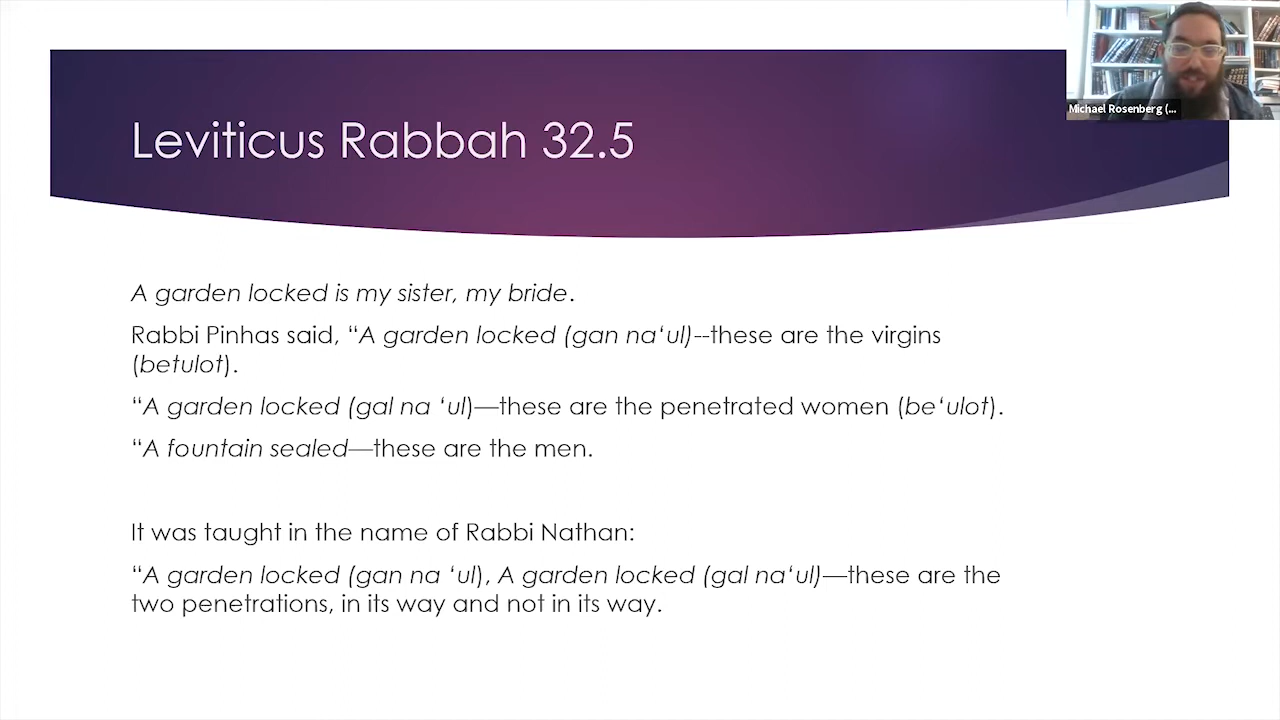 Michael Rosenberg (...
Leviticus Rabbah 32.5
A garden locked is my sister, my bride.
Rabbi Pinhas said, “A garden locked (gan na‘ul)--these are the virgins
(betulot).
“A garden locked (gal na ‘ul)—these are the penetrated women (be‘ulot).
“A fountain sealed—these are the men.
It was taught in the name of Rabbi Nathan:
“A garden locked (gan na ‘ul), A garden locked (gal na‘ul)—these are the
two penetrations, in its way and not in its way.